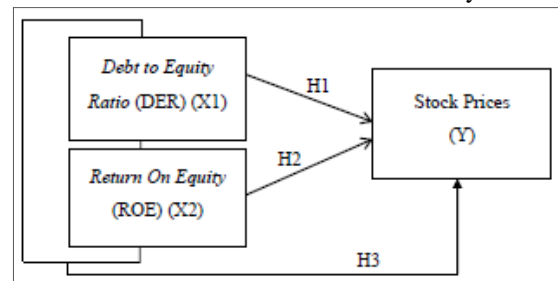 Debt to Equity
Ratio (DER) (X1)
H1
Stock Prices
(Y)
H2
Return On Equity
(ROE) (X2)
H3